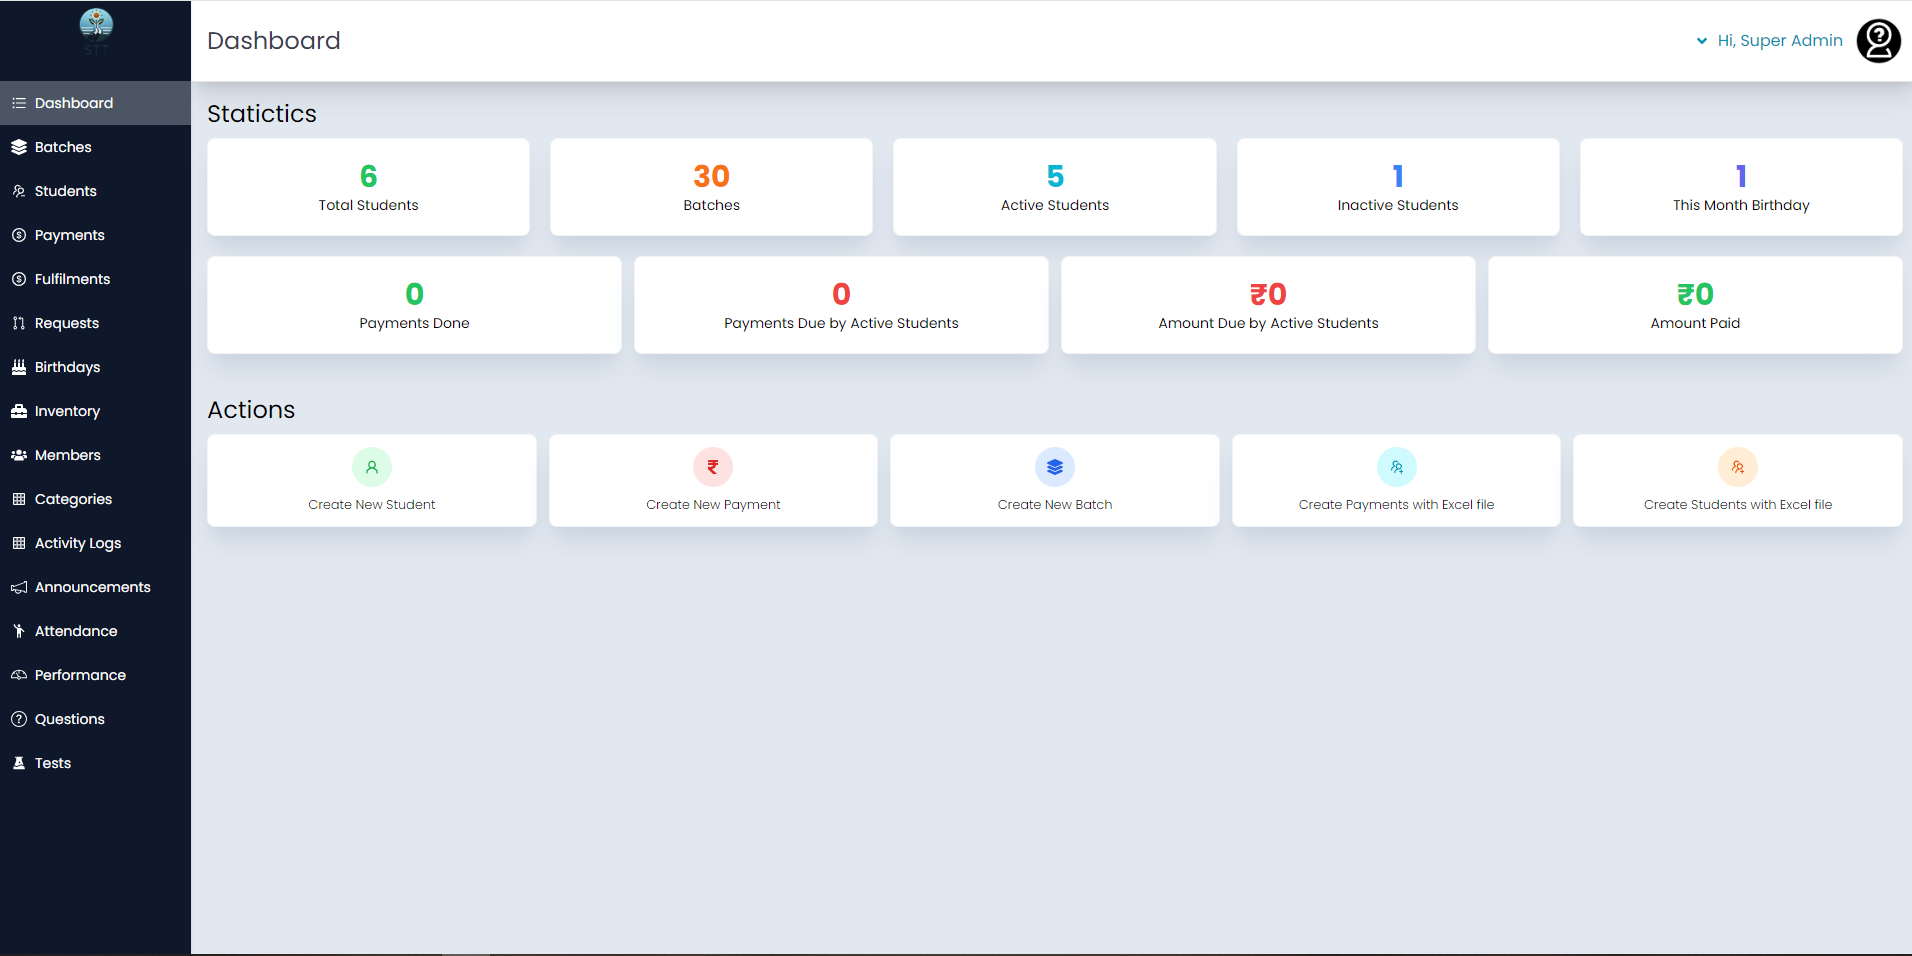 STT
Dashboard
Hi, Super Admin
Dashboard
Batches
Students
Payments
Fulfilments
Requests
Birthdays
Inventory
Members
Categories
Activity Logs
Announcements
Attendance
Performance
Questions
Tests
Statictics
6
Total Students
30
Batches
5
Active Students
1
Inactive Students
1
This Month Birthday
0
Payments Done
0
Payments Due by Active Students
₹0
Amount Due by Active Students
₹0
Amount Paid
Actions
Create New Student
₹
Create New Payment
Create New Batch
Create Payments with Excel file
Create Students with Excel file